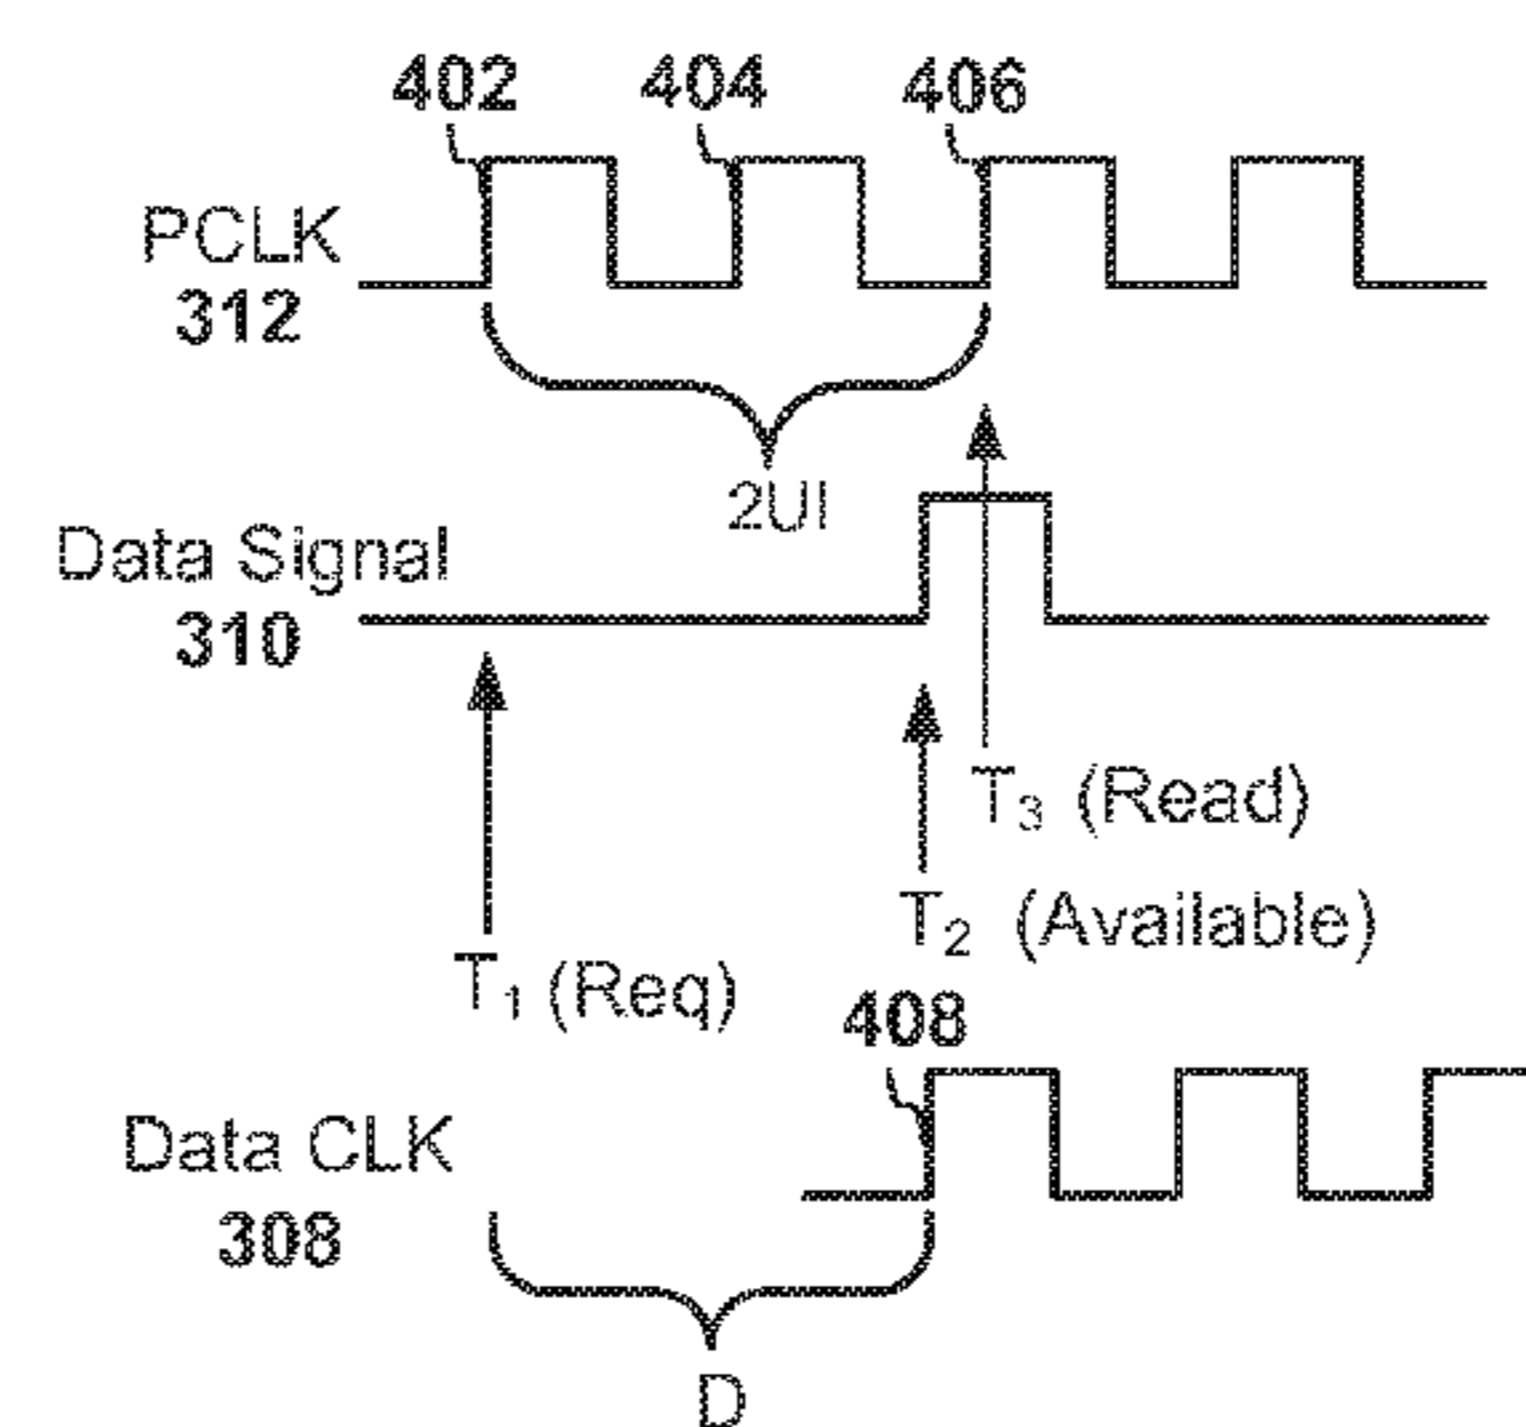 402 404 406
PCLK
312
2UI
Data Signal
310
T3 (Read)
T2 (Available)
T1 (Req)
408
Data CLK
308
D